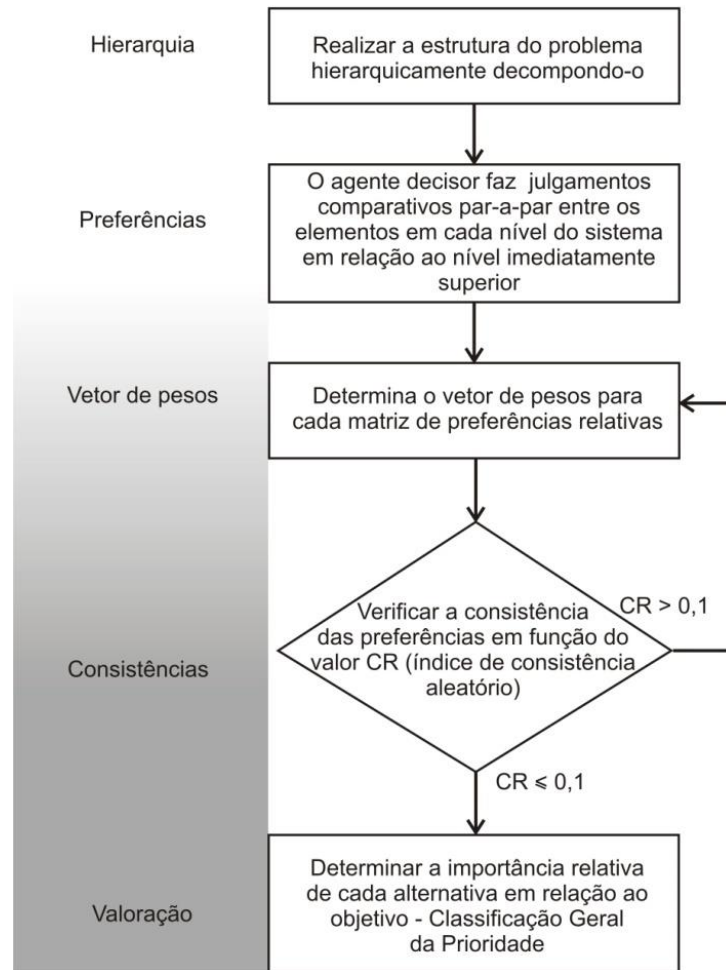 Hierarquia
Realizar a estrutura do problema
hierarquicamente decompondo-o
Preferências
O agente decisor faz julgamentos
comparativos par-a-par entre os
elementos em cada nível do sistema
em relação ao nível imediatamente
superior
Vetor de pesos
Determina o vetor de pesos para
cada matriz de preferências relativas
Consistências
Verificar a consistência
das preferências em função do
valor CR (índice de consistência
aleatório)
CR > 0,1
CR ⩽ 0,1
Valoração
Determinar a importância relativa
de cada alternativa em relação ao
objetivo - Classificação Geral
da Prioridade